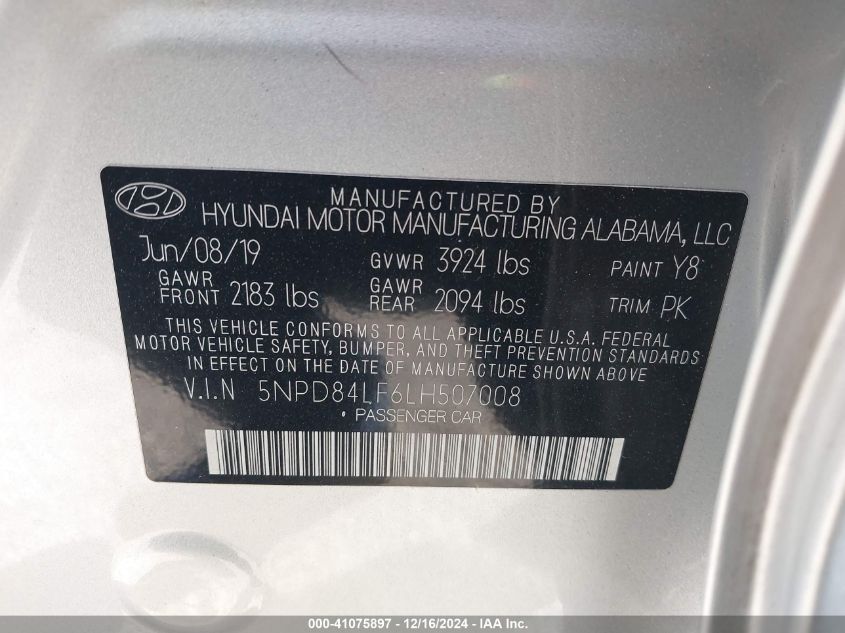 MANUFACTURED BY
HYUNDAI MOTOR MANUFACTURING ALABAMA, LLC
Jun/08/19 GVWR 3924 lbs PAINT Y8
GAWR FRONT 2183 lbs GAWR REAR 2094 lbs TRIM PK
THIS VEHICLE CONFORMS TO ALL APPLICABLE U.S.A. FEDERAL
MOTOR VEHICLE SAFETY, BUMPER, AND THEFT PREVENTION STANDARDS
IN EFFECT ON THE DATE OF MANUFACTURE SHOWN ABOVE.
V.I.N 5NPD84LF6LH507008
• PASSENGER CAR
000-41075897 - 12/16/2024 - IAA Inc.